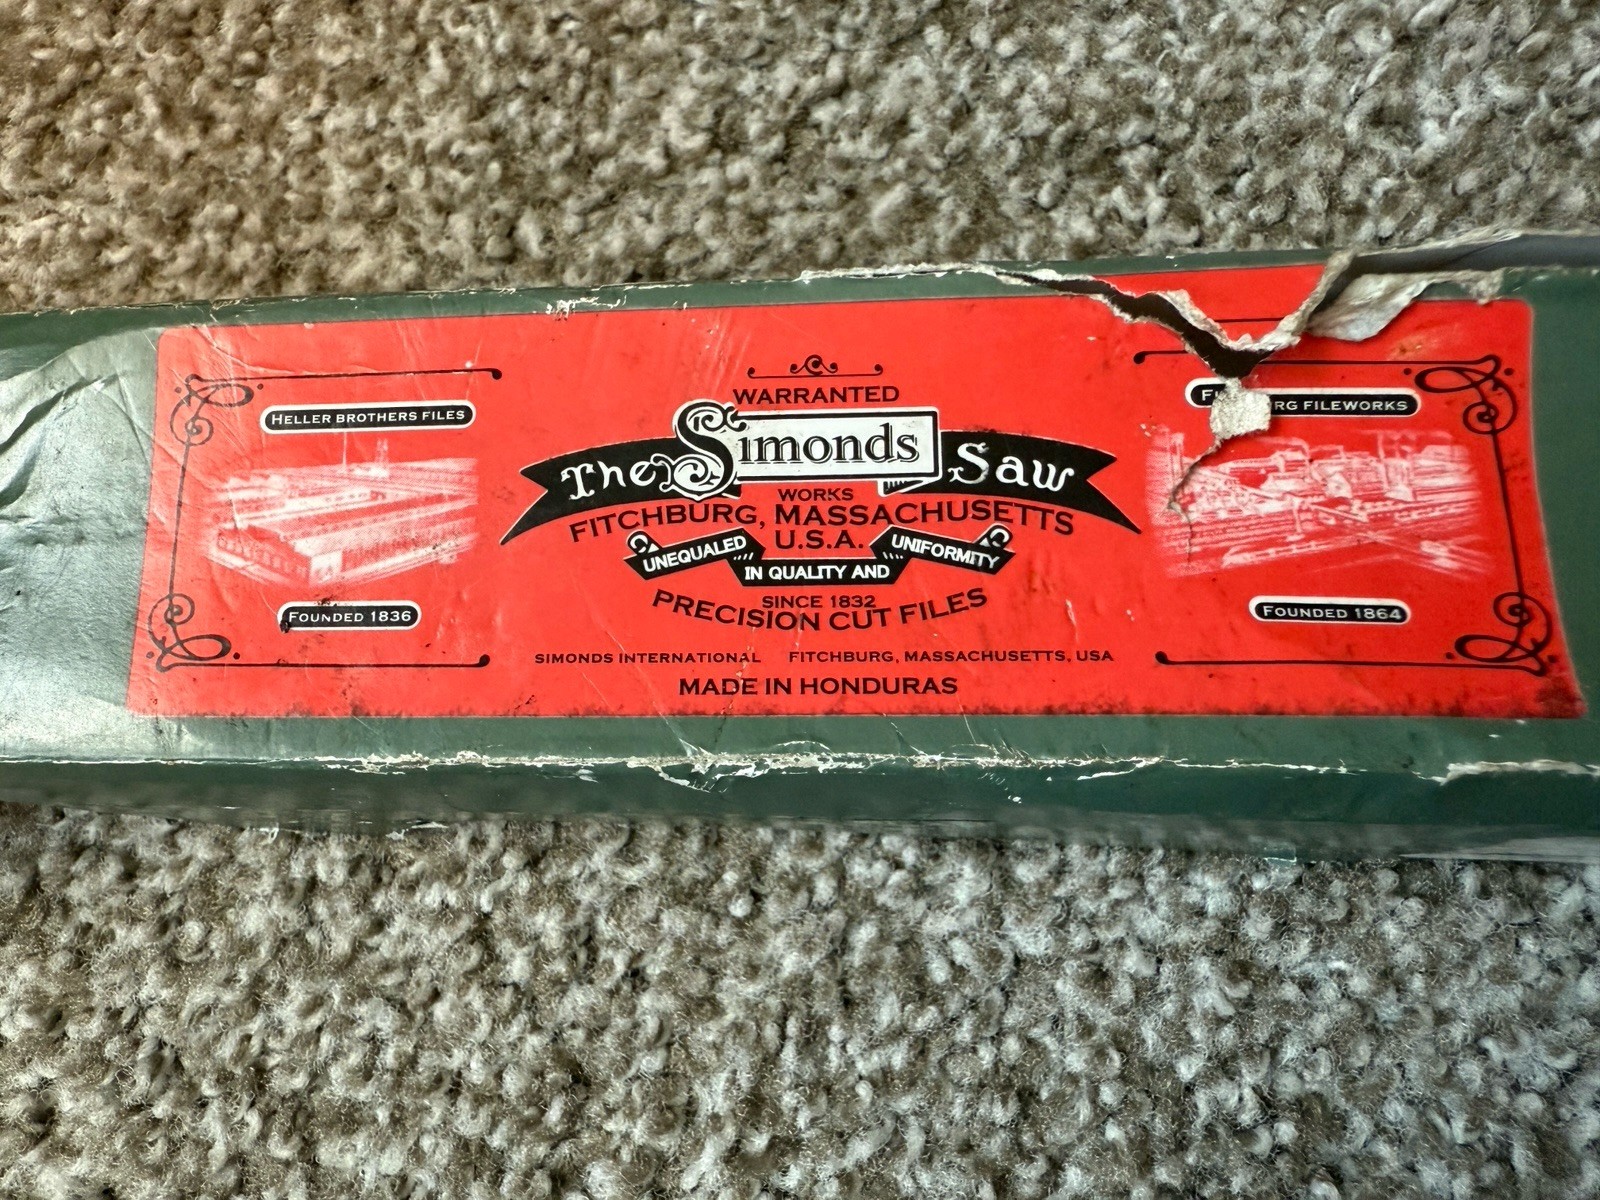 HELLER BROTHERS FILES
FOUNDED 1836
WARRANTED
The Simonds Saw
WORKS
FITCHBURG, MASSACHUSETTS
U.S.A.
UNEQUALED IN QUALITY AND UNIFORMITY
SINCE 1832
PRECISION CUT FILES
SIMONDS INTERNATIONAL FITCHBURG, MASSACHUSETTS, USA
MADE IN HONDURAS
FILEWORKS
FOUNDED 1864